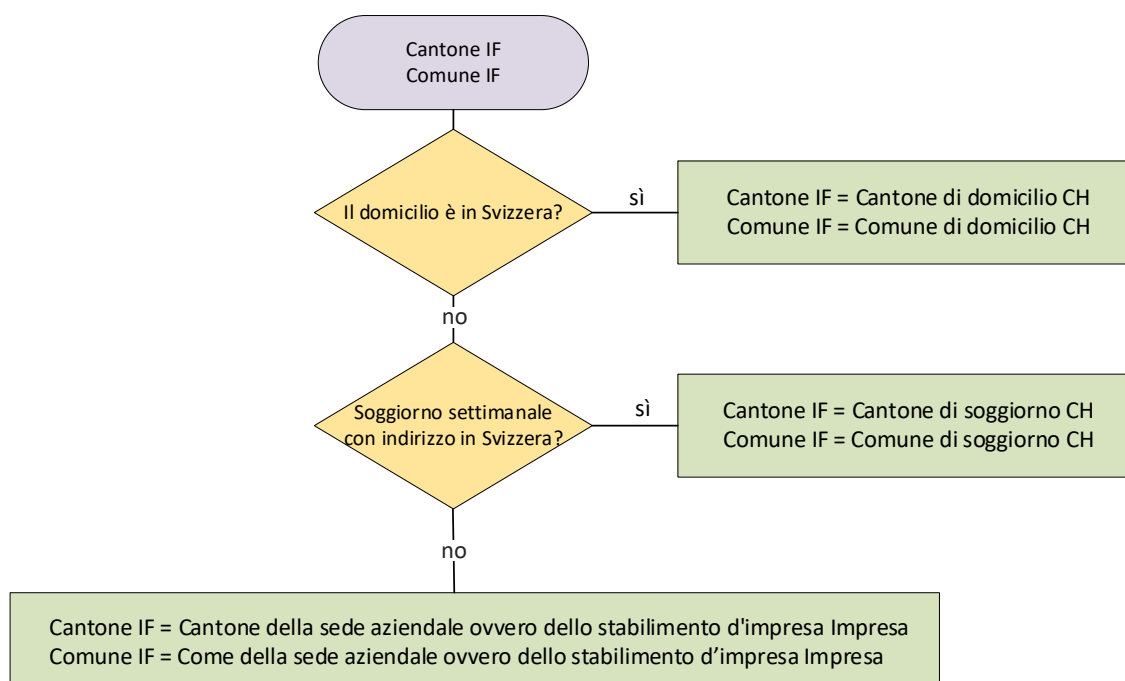 Cantone IF
Comune IF
Il domicilio è in Svizzera?
sì
Cantone IF = Cantone di domicilio CH
Comune IF = Comune di domicilio CH
no
Soggiorno settimanale
con indirizzo in Svizzera?
sì
Cantone IF = Cantone di soggiorno CH
Comune IF = Comune di soggiorno CH
no
Cantone IF = Cantone della sede aziendale ovvero dello stabilimento d'impresa Impresa
Comune IF = Come della sede aziendale ovvero dello stabilimento d’impresa Impresa